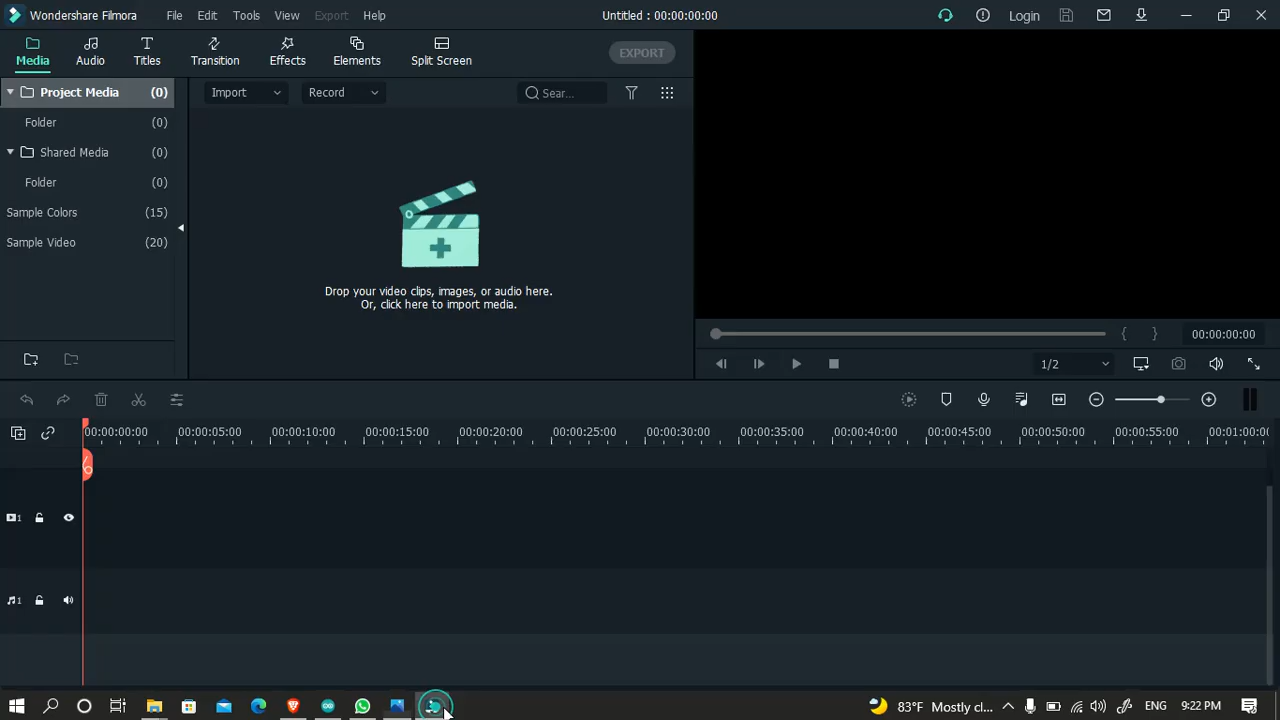 Wondershare Filmora File Edit Tools View Export Help Untitled : 00:00:00:00 Login
Media Audio Titles Transition Effects Elements Split Screen EXPORT
Project Media (0) Import Record Sear...
Folder (0)
Shared Media (0)
Folder (0)
Sample Colors (15)
Sample Video (20)
Drop your video clips, images, or audio here.
Or, click here to import media.
{ } 00:00:00:00
1/2
00:00:00:00 00:00:05:00 00:00:10:00 00:00:15:00 00:00:20:00 00:00:25:00 00:00:30:00 00:00:35:00 00:00:40:00 00:00:45:00 00:00:50:00 00:00:55:00 00:01:00:0
1
1
83°F Mostly cl... ENG 9:22 PM